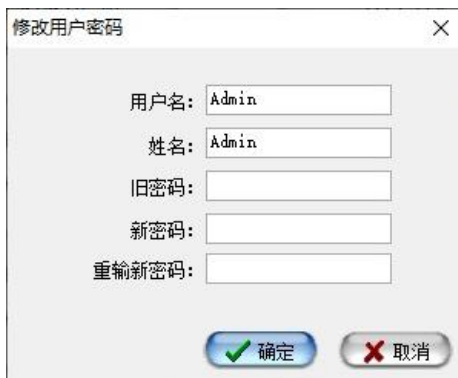 修改用户密码
用户名： Admin
姓名： Admin
旧密码：
新密码：
重输新密码：
确定 取消